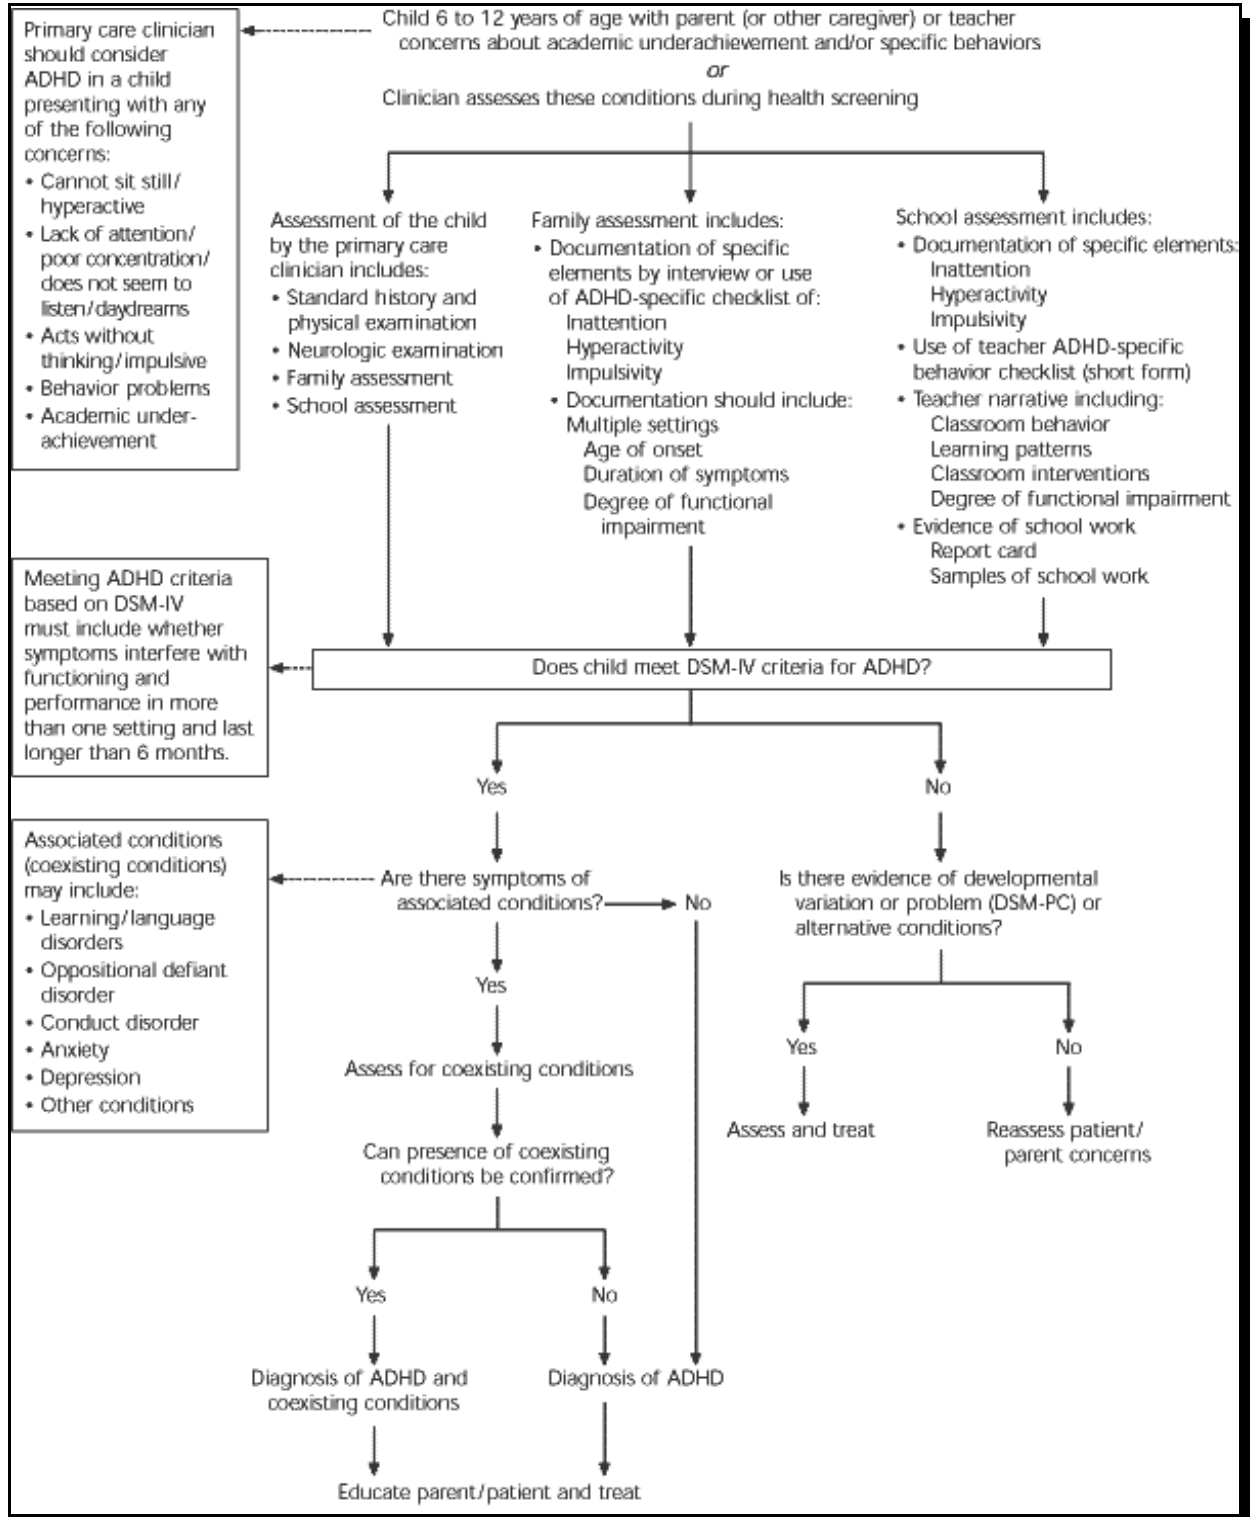 Primary care clinician
should consider
ADHD in a child
presenting with any
of the following
concerns:
• Cannot sit still/
hyperactive
• Lack of attention/
poor concentration/
does not seem to
listen/daydreams
• Acts without
thinking/impulsive
• Behavior problems
• Academic under-
achievement
Child 6 to 12 years of age with parent (or other caregiver) or teacher
concerns about academic underachievement and/or specific behaviors
or
Clinician assesses these conditions during health screening
Assessment of the child
by the primary care
clinician includes:
• Standard history and
physical examination
• Neurologic examination
• Family assessment
• School assessment
Family assessment includes:
• Documentation of specific
elements by interview or use
of ADHD-specific checklist of:
Inattention
Hyperactivity
Impulsivity
• Documentation should include:
Multiple settings
Age of onset
Duration of symptoms
Degree of functional
impairment
School assessment includes:
• Documentation of specific elements:
Inattention
Hyperactivity
Impulsivity
• Use of teacher ADHD-specific
behavior checklist (short form)
• Teacher narrative including:
Classroom behavior
Learning patterns
Classroom interventions
Degree of functional impairment
• Evidence of school work
Report card
Samples of school work
Meeting ADHD criteria
based on DSM-IV
must include whether
symptoms interfere with
functioning and
performance in more
than one setting and last
longer than 6 months.
Does child meet DSM-IV criteria for ADHD?
Yes
No
Associated conditions
(coexisting conditions)
may include:
• Learning/language
disorders
• Oppositional defiant
disorder
• Conduct disorder
• Anxiety
• Depression
• Other conditions
Are there symptoms of
associated conditions?
No
Is there evidence of developmental
variation or problem (DSM-PC) or
alternative conditions?
Yes
Yes
No
Assess for coexisting conditions
Assess and treat
Reassess patient/
parent concerns
Can presence of coexisting
conditions be confirmed?
Yes
No
Diagnosis of ADHD and
coexisting conditions
Diagnosis of ADHD
Educate parent/patient and treat